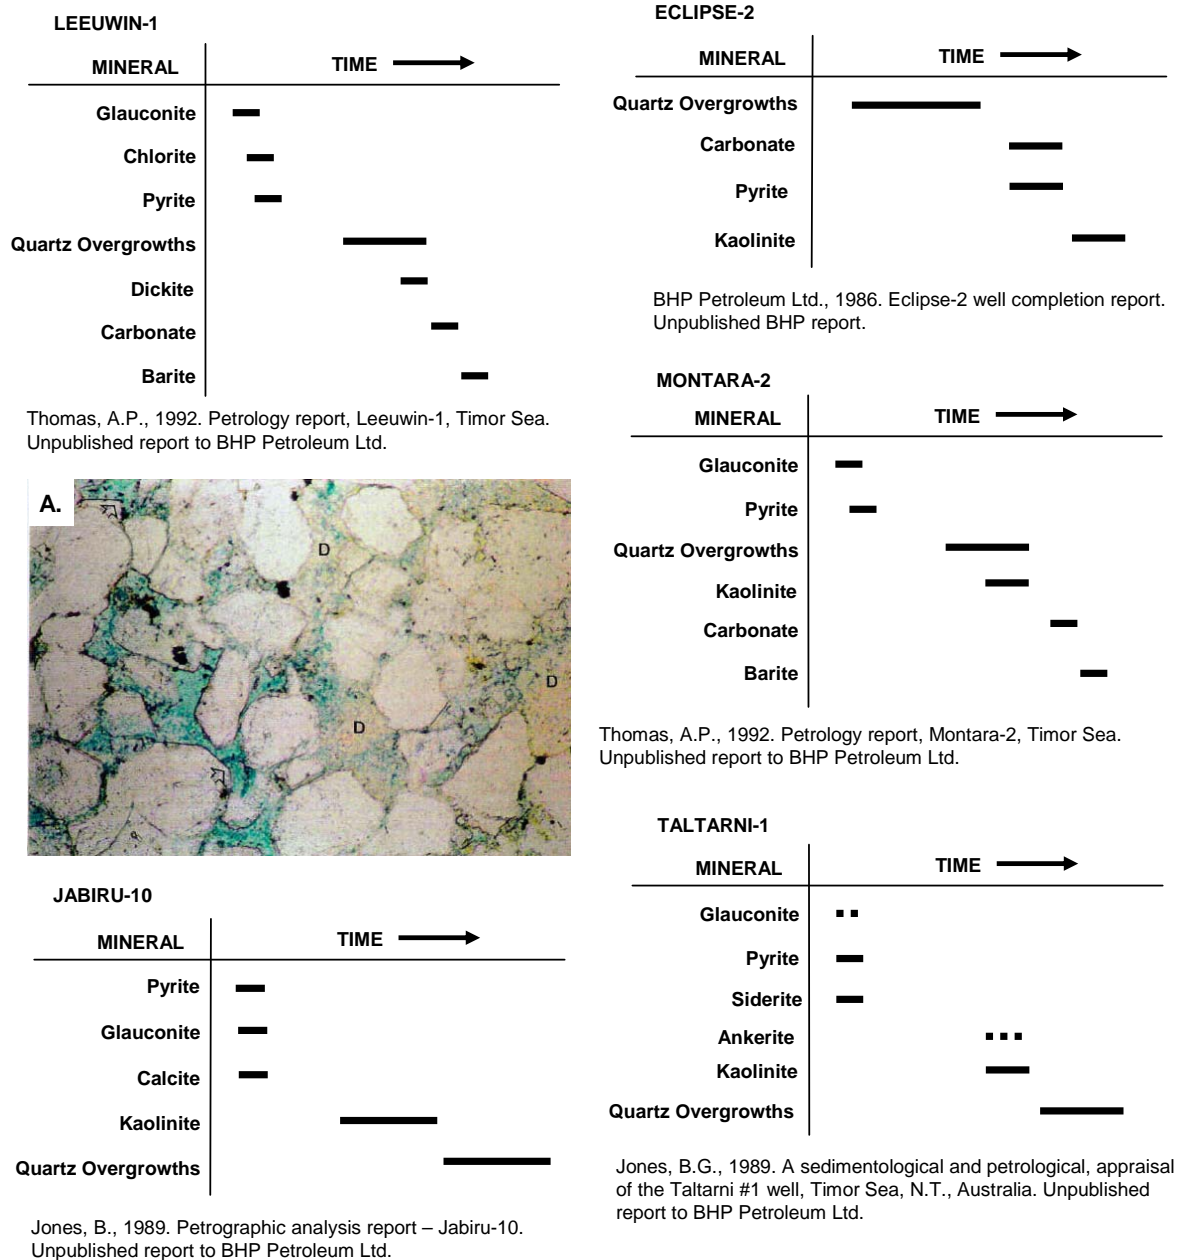 LEEUWIN-1
MINERAL TIME
Glauconite
Chlorite
Pyrite
Quartz Overgrowths
Dickite
Carbonate
Barite
Thomas, A.P., 1992. Petrology report, Leeuwin-1, Timor Sea.
Unpublished report to BHP Petroleum Ltd.
A.
D
D
D
JABIRU-10
MINERAL TIME
Pyrite
Glauconite
Calcite
Kaolinite
Quartz Overgrowths
Jones, B., 1989. Petrographic analysis report – Jabiru-10.
Unpublished report to BHP Petroleum Ltd.
ECLIPSE-2
MINERAL TIME
Quartz Overgrowths
Carbonate
Pyrite
Kaolinite
BHP Petroleum Ltd., 1986. Eclipse-2 well completion report.
Unpublished BHP report.
MONTARA-2
MINERAL TIME
Glauconite
Pyrite
Quartz Overgrowths
Kaolinite
Carbonate
Barite
Thomas, A.P., 1992. Petrology report, Montara-2, Timor Sea.
Unpublished report to BHP Petroleum Ltd.
TALTARNI-1
MINERAL TIME
Glauconite
Pyrite
Siderite
Ankerite
Kaolinite
Quartz Overgrowths
Jones, B.G., 1989. A sedimentological and petrological, appraisal
of the Taltarni #1 well, Timor Sea, N.T., Australia. Unpublished
report to BHP Petroleum Ltd.